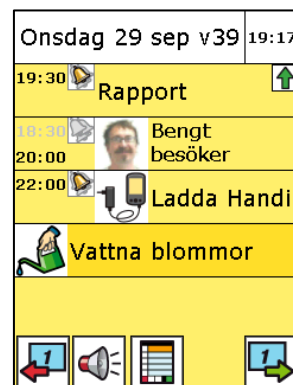 Onsdag 29 sep v39 19:17
19:30 Rapport
18:30 Bengt
20:00 besöker
22:00 Ladda Handi
Vattna blommor
1 1